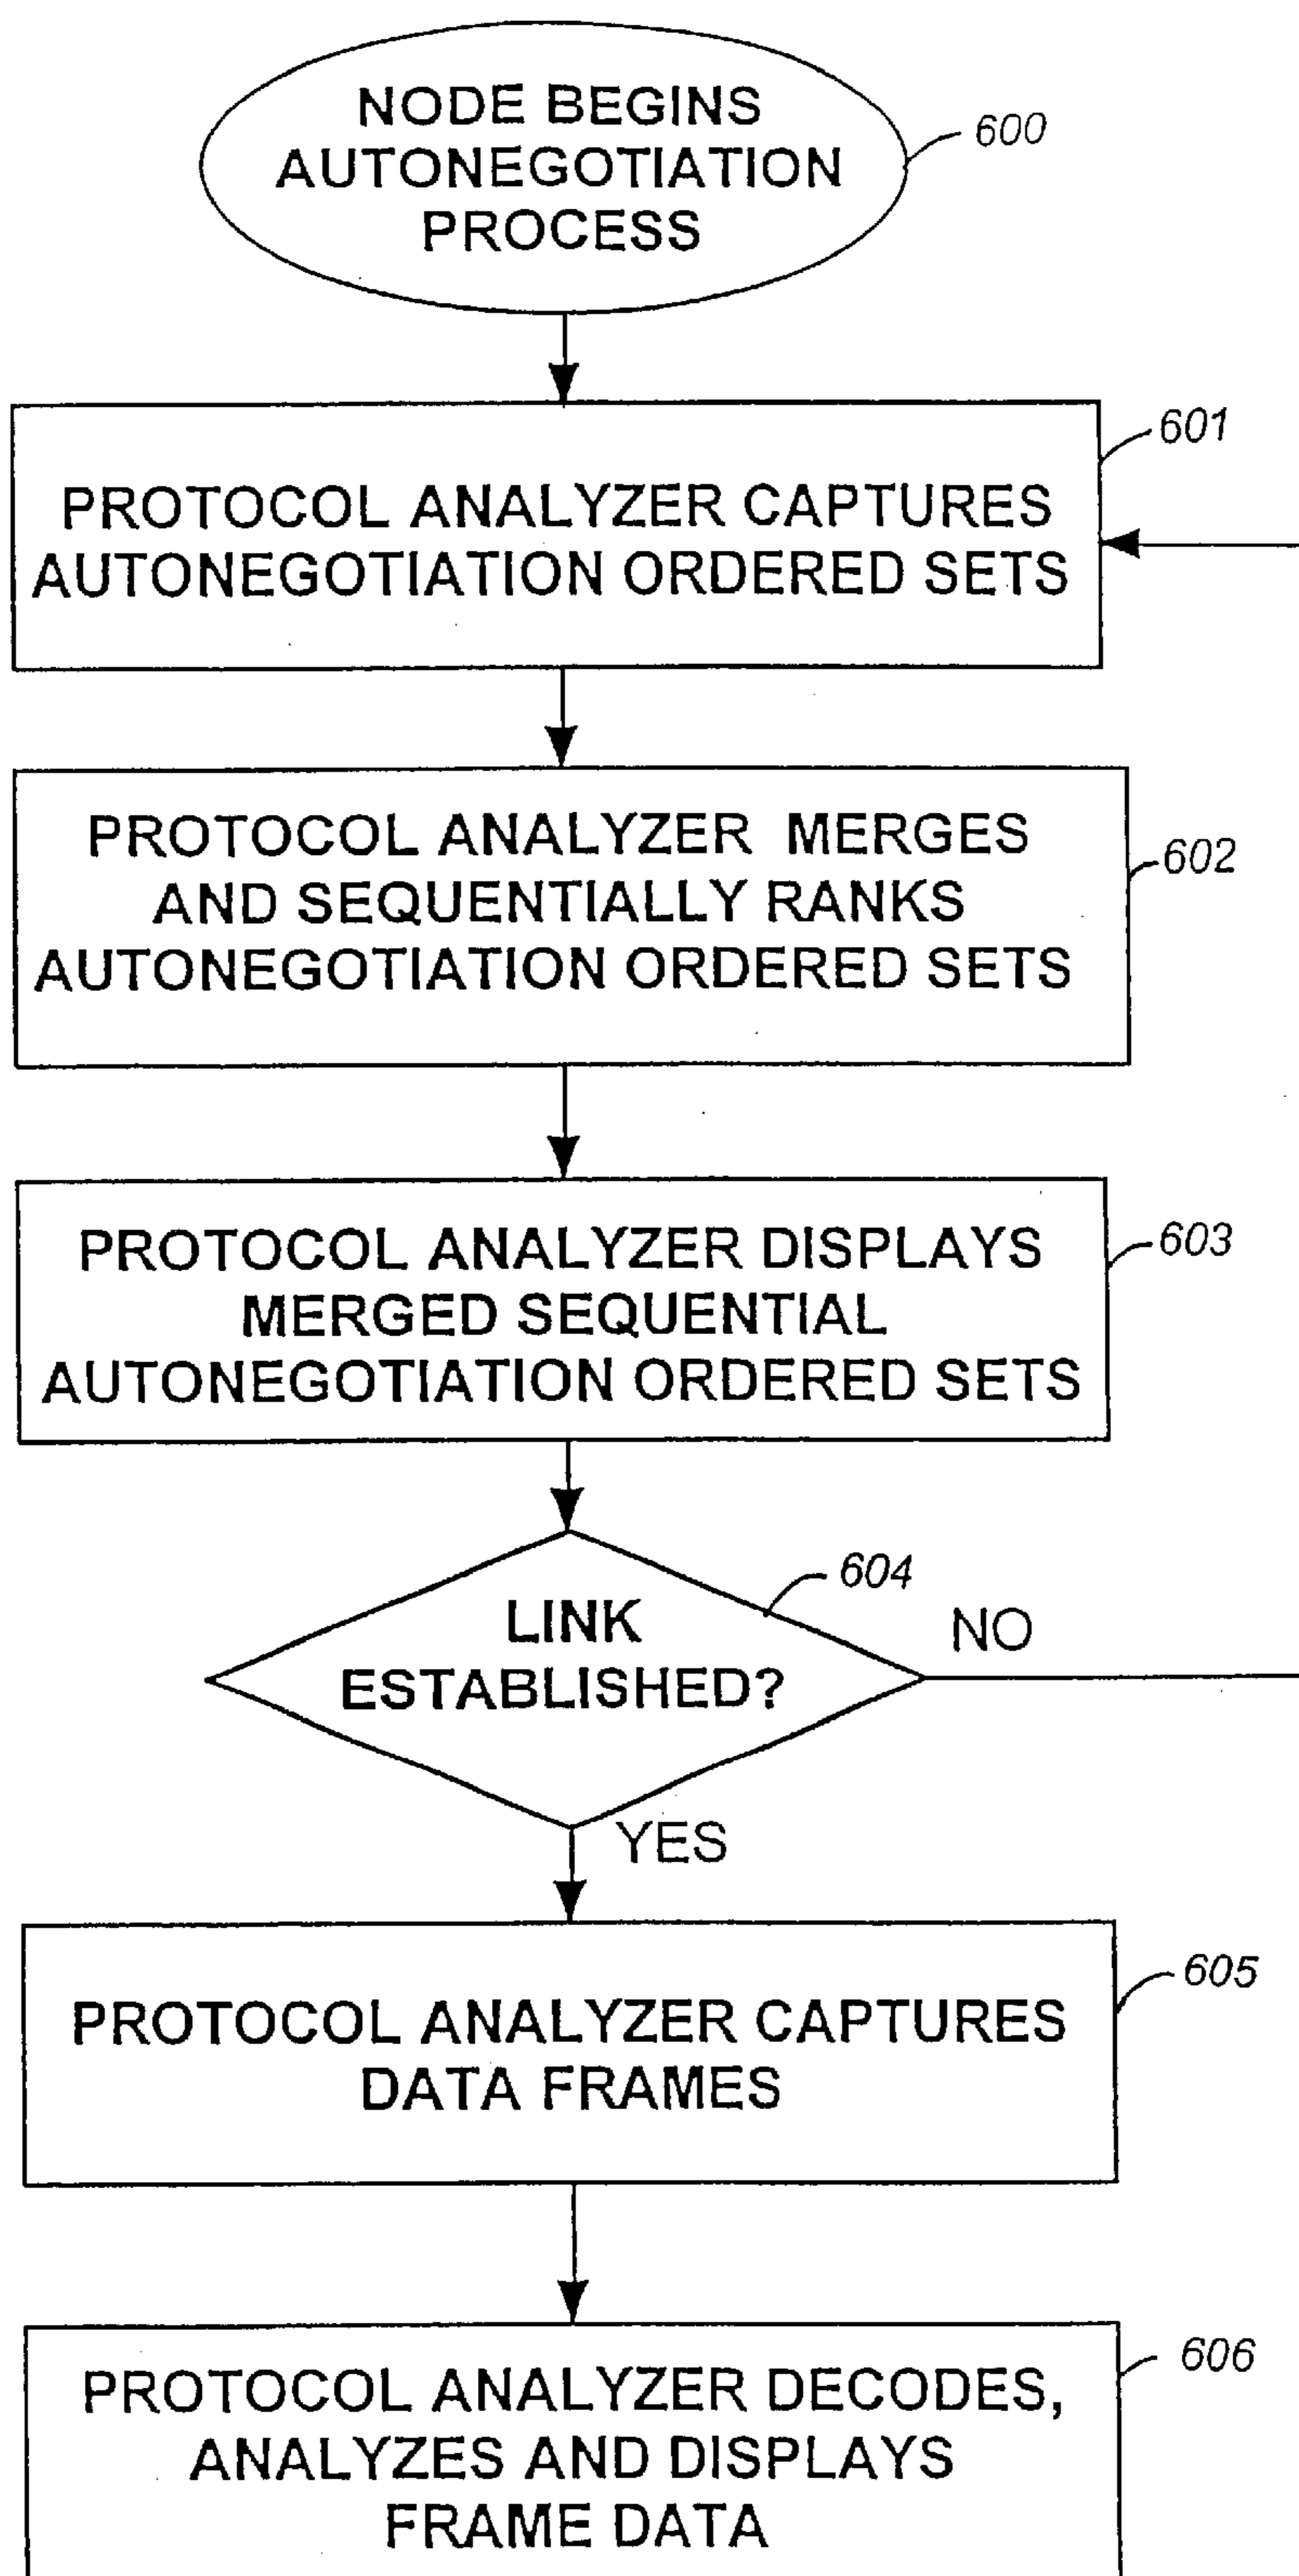 NODE BEGINS
AUTONEGOTIATION
PROCESS
600
601
PROTOCOL ANALYZER CAPTURES
AUTONEGOTIATION ORDERED SETS
PROTOCOL ANALYZER MERGES
AND SEQUENTIALLY RANKS
AUTONEGOTIATION ORDERED SETS
602
PROTOCOL ANALYZER DISPLAYS
MERGED SEQUENTIAL
AUTONEGOTIATION ORDERED SETS
603
604
LINK
ESTABLISHED?
NO
YES
605
PROTOCOL ANALYZER CAPTURES
DATA FRAMES
606
PROTOCOL ANALYZER DECODES,
ANALYZES AND DISPLAYS
FRAME DATA